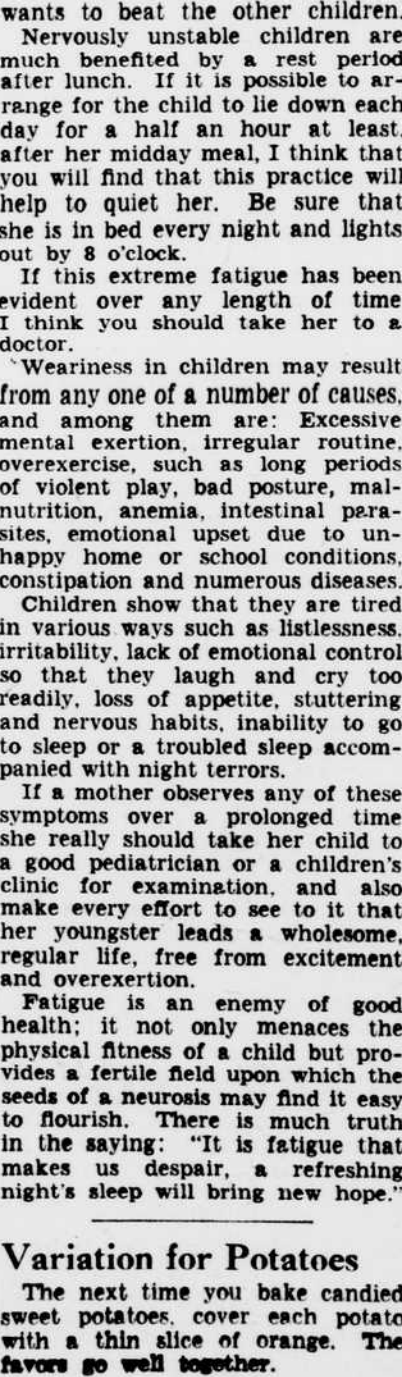 wants to beat the other children.
Nervously unstable children are
much benefited by a rest period
after lunch. If it is possible to ar-
range for the child to lie down each
day for a half an hour at least,
after her midday meal, I think that
you will find that this practice will
help to quiet her. Be sure that
she is in bed every night and lights
out by 8 o'clock.
If this extreme fatigue has been
evident over any length of time
I think you should take her to a
doctor.
Weariness in children may result
from any one of a number of causes,
and among them are: Excessive
mental exertion, irregular routine,
overexercise, such as long periods
of violent play, bad posture, mal-
nutrition, anemia, intestinal para-
sites, emotional upset due to un-
happy home or school conditions,
constipation and numerous diseases.
Children show that they are tired
in various ways such as listlessness,
irritability, lack of emotional control
so that they laugh and cry too
readily, loss of appetite, stuttering
and nervous habits, inability to go
to sleep or a troubled sleep accom-
panied with night terrors.
If a mother observes any of these
symptoms over a prolonged time
she really should take her child to
a good pediatrician or a children's
clinic for examination, and also
make every effort to see to it that
her youngster leads a wholesome,
regular life, free from excitement
and overexertion.
Fatigue is an enemy of good
health; it not only menaces the
physical fitness of a child but pro-
vides a fertile field upon which the
seeds of a neurosis may find it easy
to flourish. There is much truth
in the saying: "It is fatigue that
makes us despair, a refreshing
night's sleep will bring new hope."
Variation for Potatoes
The next time you bake candied
sweet potatoes, cover each potato
with a thin slice of orange. The
favors go well together.